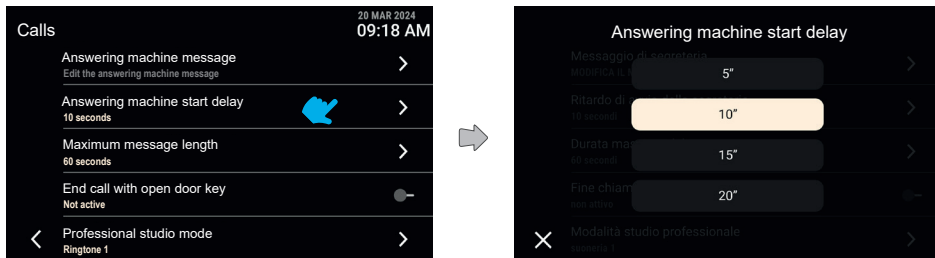 20 MAR 2024
Calls
09:18 AM
Answering machine message
Edit the answering machine message
Answering machine start delay
10 seconds
Maximum message length
60 seconds
End call with open door key
Not active
Professional studio mode
Ringtone 1
Answering machine start delay
Messaggio di segreteria
MODIFICA IL
5”
Ritardo di
10 secondi
10”
Durata
60 secondi
15”
Fine
non attivo
20”
Modalità studio professionale
suoneria 1